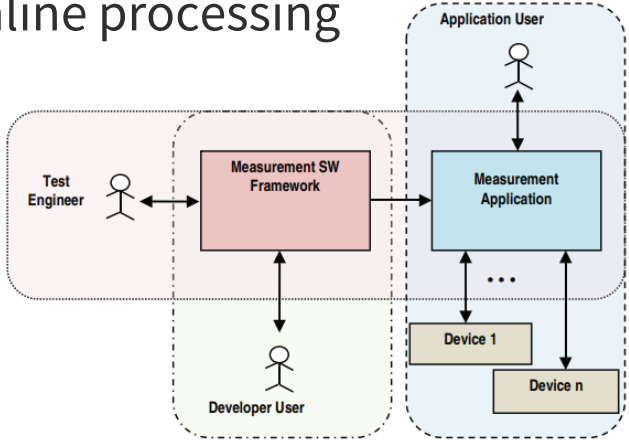 line processing
Application User
Test
Engineer
Measurement SW
Framework
Measurement
Application
...
Device 1
Device n
Developer User